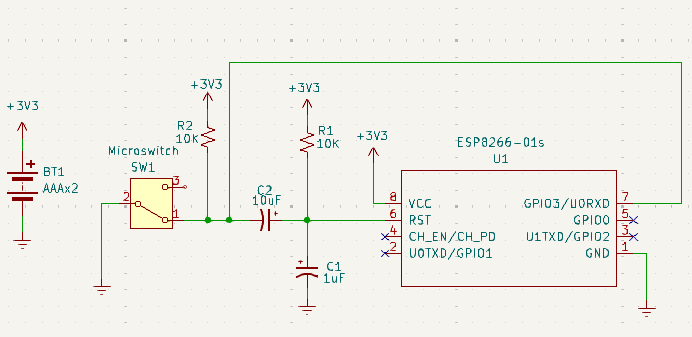 +3V3
BT1
AAAx2
Microswitch
SW1
3
2
1
+3V3
R2
10K
C2
10uF
+
+3V3
R1
10K
C1
1uF
+3V3
ESP8266-01s
U1
8 VCC
6 RST
4 CH_EN/CH_PD
2 U0TXD/GPIO1
GPIO3/U0RXD 7
GPIO0 5
U1TXD/GPIO2 3
GND 1